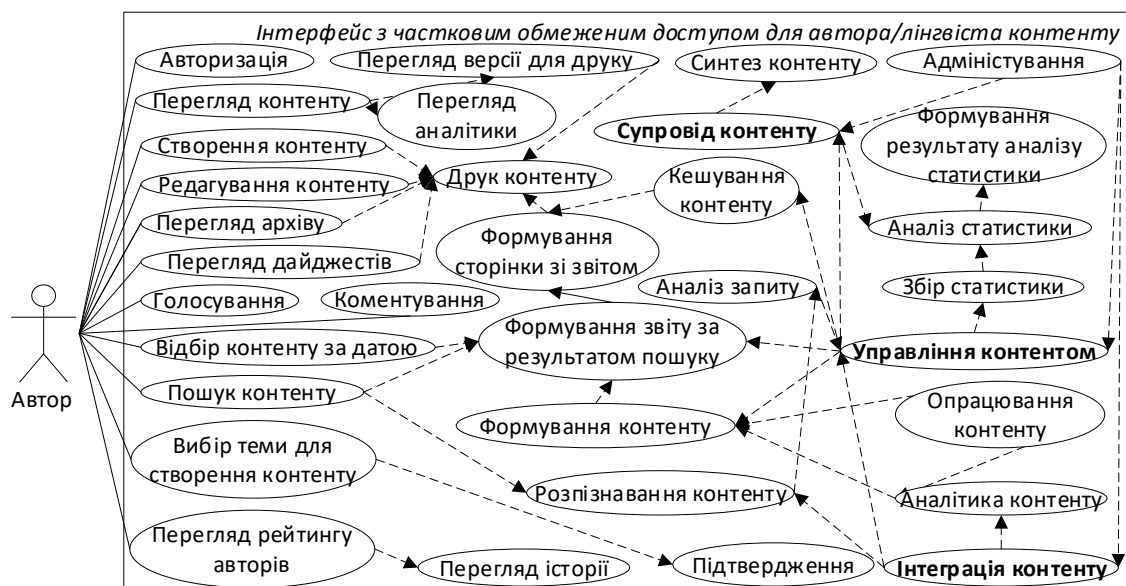 Інтерфейс з частковим обмеженим доступом для автора/лінгвіста контенту
Авторизація
Перегляд версії для друку
Синтез контенту
Адміністування
Перегляд контенту
Перегляд
аналітики
Супровід контенту
Формування
результату аналізу
статистики
Створення контенту
Редагування контенту
Друк контенту
Кешування
контенту
Перегляд архіву
Формування
сторінки зі звітом
Аналіз статистики
Перегляд дайджестів
Голосування
Коментування
Аналіз запиту
Збір статистики
Автор
Відбір контенту за датою
Формування звіту за
результатом пошуку
Управління контентом
Пошук контенту
Формування контенту
Опрацювання
контенту
Вибір теми для
створення контенту
Розпізнавання контенту
Аналітика контенту
Перегляд рейтингу
авторів
Перегляд історії
Підтвердження
Інтеграція контенту